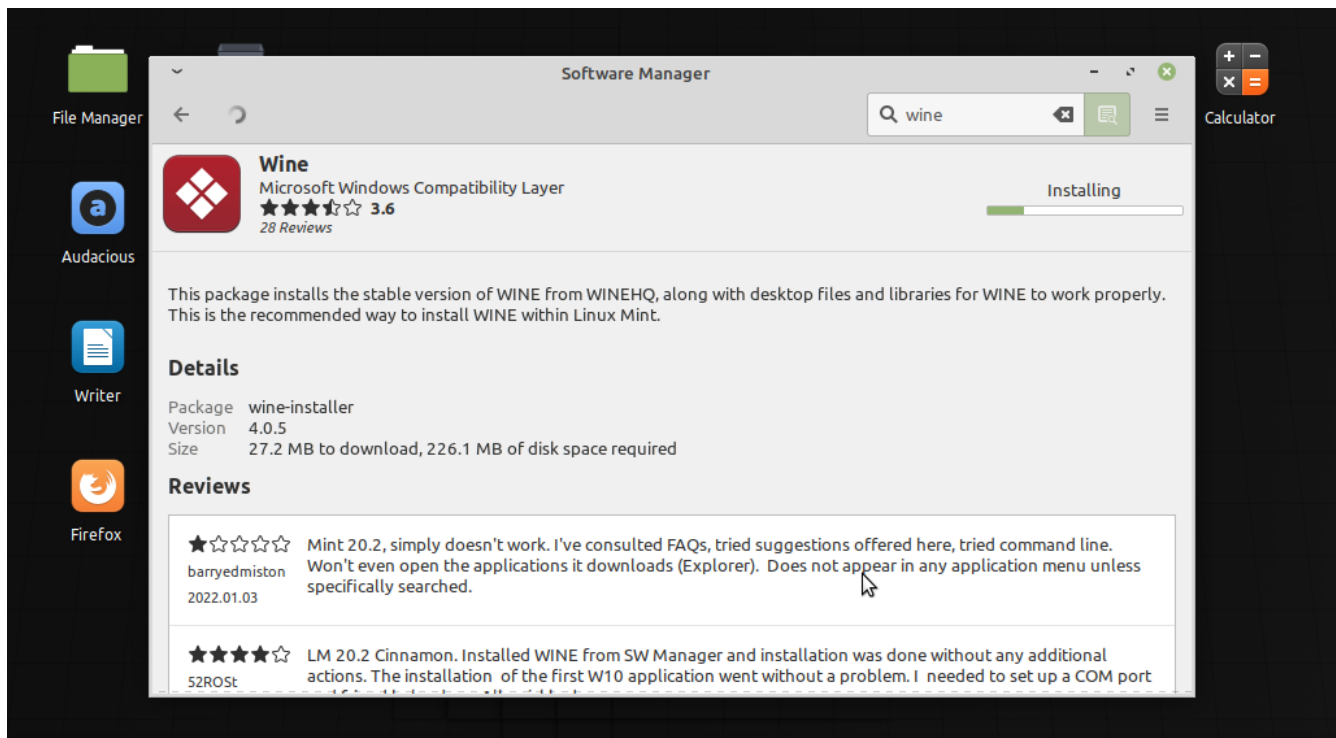 Software Manager
File Manager
wine
Calculator
Wine
Microsoft Windows Compatibility Layer
3.6
28 Reviews
Installing
Audacious
This package installs the stable version of WINE from WINEHQ, along with desktop files and libraries for WINE to work properly.
This is the recommended way to install WINE within Linux Mint.
Details
Writer
Package wine-installer
Version 4.0.5
Size 27.2 MB to download, 226.1 MB of disk space required
Reviews
Firefox
Mint 20.2, simply doesn't work. I've consulted FAQs, tried suggestions offered here, tried command line.
barryedmiston
Won't even open the applications it downloads (Explorer). Does not appear in any application menu unless
specifically searched.
2022.01.03
LM 20.2 Cinnamon. Installed WINE from SW Manager and installation was done without any additional
52ROSt
actions. The installation of the first W10 application went without a problem. I needed to set up a COM port